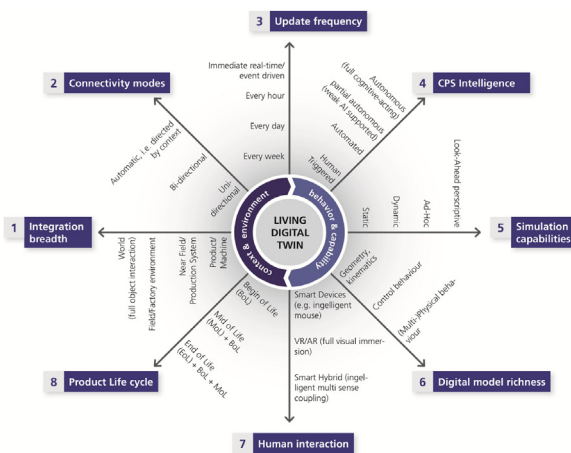 3 Update frequency
Immediate real-time/
event driven
Every hour
Every day
Every week
2 Connectivity modes
Automatic, i.e. directed
by context
Bi-directional
Uni-
directional
4 CPS Intelligence
Autonomous
(full cognitive-acting)
partial autonomous
(weak AI supported)
Automated
Human
Triggered
1 Integration
breadth
World
(full object interaction)
Field/Factory environment
Near Field/
Production System
Product/
Machine
context & environment
behavior & capability
LIVING
DIGITAL
TWIN
Static
Dynamic
Ad-Hoc
Look-Ahead perscriptive
5 Simulation
capabilities
Geometry,
kinematics
Control behaviour
(Multi-)Physical beha-
viour
6 Digital model richness
Begin of Life
(BoL)
Mid of Life
(MoL) + BoL
End of Life
(EoL) + BoL + MoL
8 Product Life cycle
Smart Devices
(e.g. ingelligent
mouse)
VR/AR (full visual immer-
sion)
Smart Hybrid (ingel-
ligent multi sense
coupling)
7 Human interaction